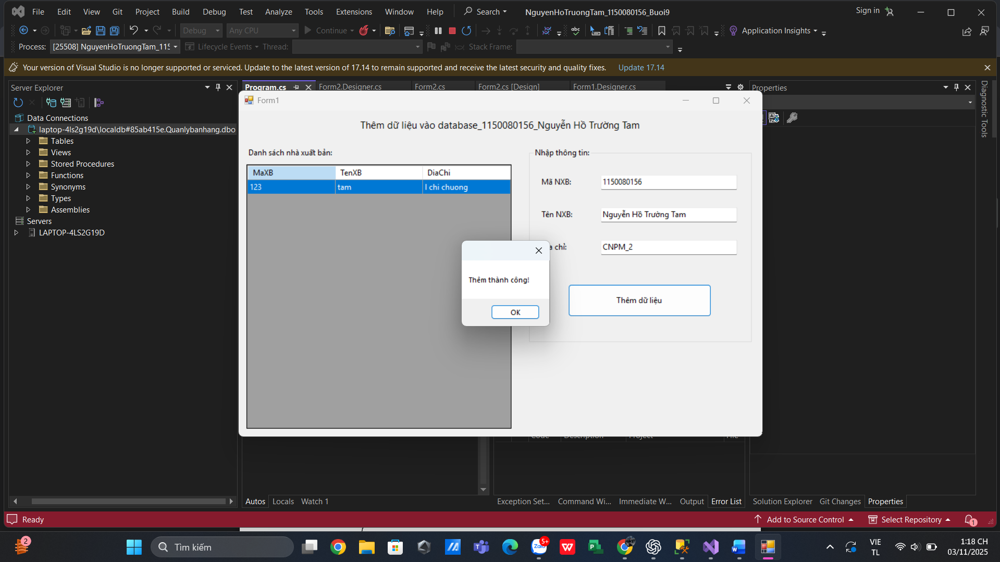 File Edit View Git Project Build Debug Test Analyze Tools Extensions Window Help Search NguyenHoTruongTam_1150080156_Buoi9 Sign in
Debug Any CPU Continue Application Insights
Process: [25508] NguyenHoTruongTam_115 Lifecycle Events Thread: Stack Frame:
Your version of Visual Studio is no longer supported or serviced. Update to the latest version of 17.14 to remain supported and receive the latest security and quality fixes. Update 17.14
Server Explorer
Data Connections
laptop-4ls2g19d\localdb#85ab415e.Quanlybanhang.dbo
Tables
Views
Stored Procedures
Functions
Synonyms
Types
Assemblies
Servers
LAPTOP-4LS2G19D
Program.cs Form2.Designer.cs Form2.cs Form2.cs [Design] Form1.Designer.cs
Properties
Diagnostic Tools
Form1
Thêm dữ liệu vào database_1150080156_Nguyễn Hồ Trường Tam
Danh sách nhà xuất bản:
MaXB TenXB DiaChi
123 tam l chi chuong
Nhập thông tin:
Mã NXB: 1150080156
Tên NXB: Nguyễn Hồ Trường Tam
a chỉ: CNPM_2
Thêm dữ liệu
Thêm thành công!
OK
Code Description Project File
Autos Locals Watch 1
Exception Set... Command Wi... Immediate W... Output Error List
Solution Explorer Git Changes Properties
Ready
Add to Source Control Select Repository 1
2
Tìm kiếm
Zalo 5+
VIE
TL
1:18 CH
03/11/2025